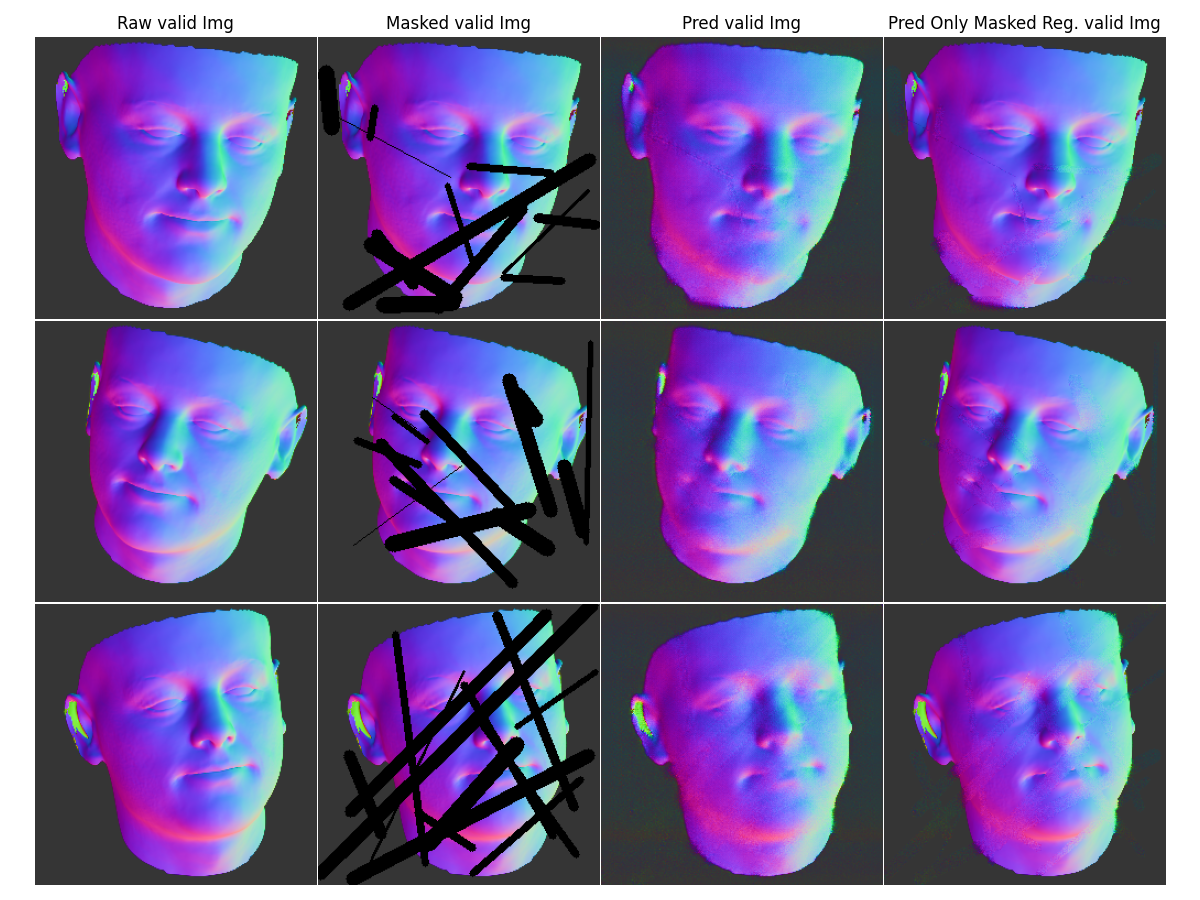 Raw valid Img
Masked valid Img
Pred valid Img
Pred Only Masked Reg. valid Img